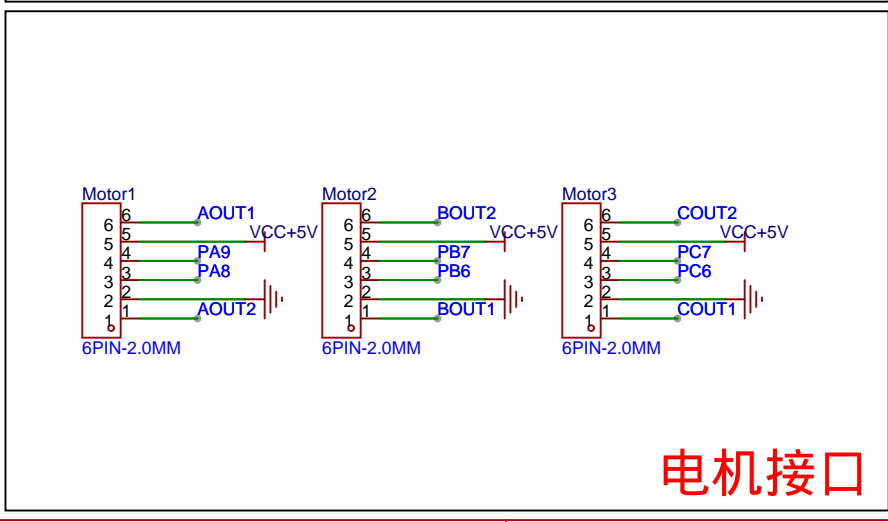 Motor1
6 6 AOUT1
5 5 VCC+5V
4 4 PA9
3 3 PA8
2 2
1 1 AOUT2
6PIN-2.0MM
Motor2
6 6 BOUT2
5 5 VCC+5V
4 4 PB7
3 3 PB6
2 2
1 1 BOUT1
6PIN-2.0MM
Motor3
6 6 COUT2
5 5 VCC+5V
4 4 PC7
3 3 PC6
2 2
1 1 COUT1
6PIN-2.0MM
电机接口